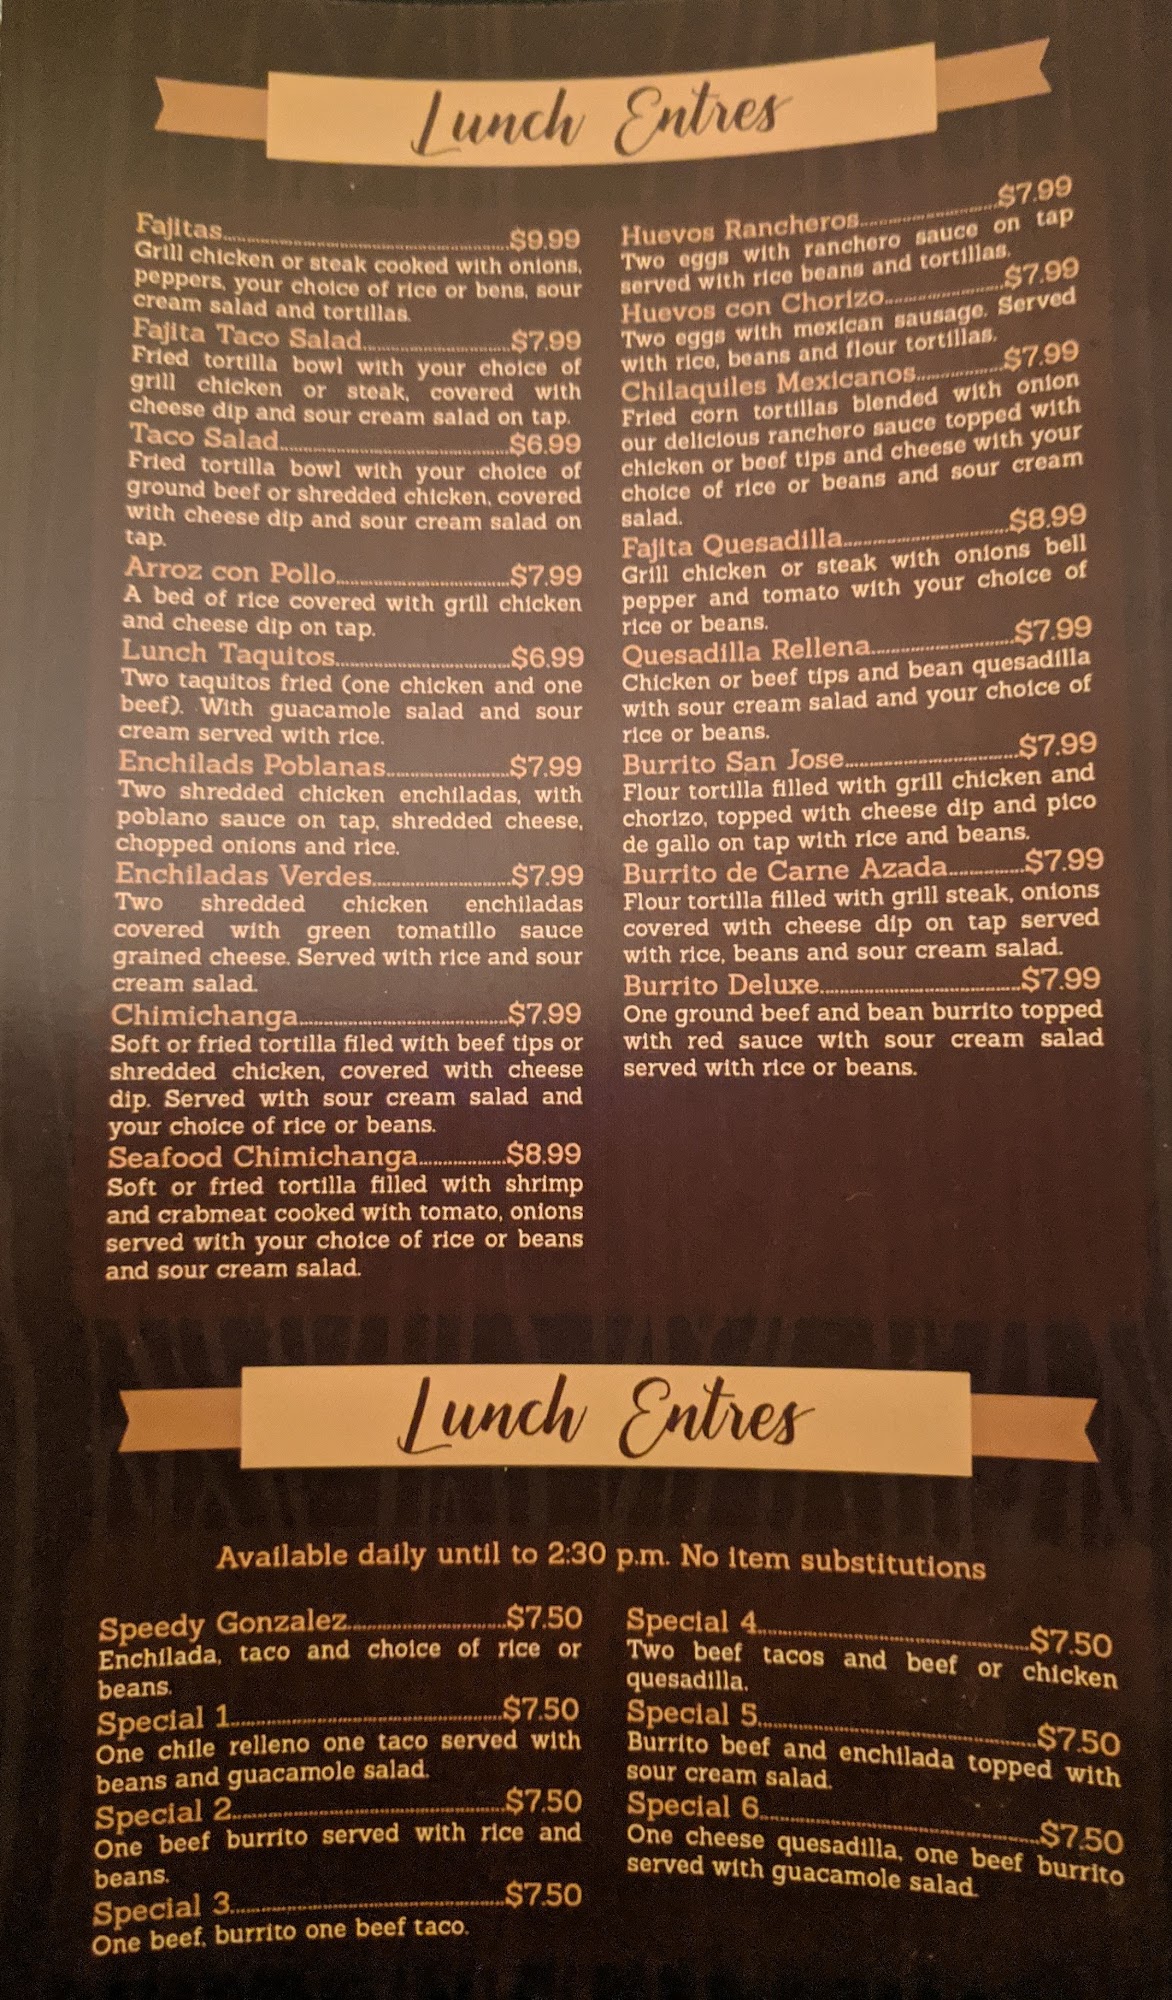 Lunch Entres
Fajitas........$9.99
Grill chicken or steak cooked with onions,
peppers, your choice of rice or bens, sour
cream salad and tortillas.
Fajita Taco Salad........$7.99
Fried tortilla bowl with your choice of
grill chicken or steak, covered with
cheese dip and sour cream salad on tap.
Taco Salad........$6.99
Fried tortilla bowl with your choice of
ground beef or shredded chicken, covered
with cheese dip and sour cream salad on
tap.
Arroz con Pollo........$7.99
A bed of rice covered with grill chicken
and cheese dip on tap.
Lunch Taquitos........$6.99
Two taquitos fried (one chicken and one
beef). With guacamole salad and sour
cream served with rice.
Enchilads Poblanas........$7.99
Two shredded chicken enchiladas, with
poblano sauce on tap, shredded cheese,
chopped onions and rice.
Enchiladas Verdes........$7.99
Two shredded chicken enchiladas
covered with green tomatillo sauce
grained cheese. Served with rice and sour
cream salad.
Chimichanga........$7.99
Soft or fried tortilla filed with beef tips or
shredded chicken, covered with cheese
dip. Served with sour cream salad and
your choice of rice or beans.
Seafood Chimichanga........$8.99
Soft or fried tortilla filled with shrimp
and crabmeat cooked with tomato, onions
served with your choice of rice or beans
and sour cream salad.
Huevos Rancheros........$7.99
Two eggs with ranchero sauce on tap
served with rice beans and tortillas.
Huevos con Chorizo........$7.99
Two eggs with mexican sausage. Served
with rice, beans and flour tortillas.
Chilaquiles Mexicanos........$7.99
Fried corn tortillas blended with onion
our delicious ranchero sauce topped with
chicken or beef tips and cheese with your
choice of rice or beans and sour cream
salad.
Fajita Quesadilla........$8.99
Grill chicken or steak with onions bell
pepper and tomato with your choice of
rice or beans.
Quesadilla Rellena........$7.99
Chicken or beef tips and bean quesadilla
with sour cream salad and your choice of
rice or beans.
Burrito San Jose........$7.99
Flour tortilla filled with grill chicken and
chorizo, topped with cheese dip and pico
de gallo on tap with rice and beans.
Burrito de Carne Azada........$7.99
Flour tortilla filled with grill steak, onions
covered with cheese dip on tap served
with rice, beans and sour cream salad.
Burrito Deluxe........$7.99
One ground beef and bean burrito topped
with red sauce with sour cream salad
served with rice or beans.
Lunch Entres
Available daily until to 2:30 p.m. No item substitutions
Speedy Gonzalez........$7.50
Enchilada, taco and choice of rice or
beans.
Special 1........$7.50
One chile relleno one taco served with
beans and guacamole salad.
Special 2........$7.50
One beef burrito served with rice and
beans.
Special 3........$7.50
One beef, burrito one beef taco.
Special 4........$7.50
Two beef tacos and beef or chicken
quesadilla.
Special 5........$7.50
Burrito beef and enchilada topped with
sour cream salad.
Special 6........$7.50
One cheese quesadilla, one beef burrito
served with guacamole salad.